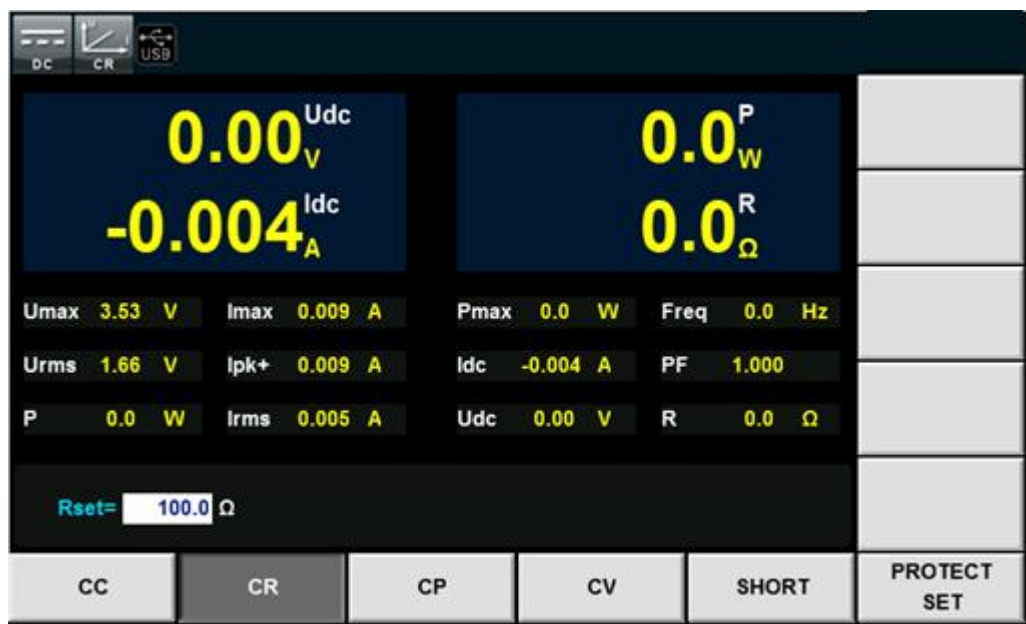 DC CR USB
0.00 Udc V 0.0 P W
-0.004 Idc A 0.0 R Ω
Umax 3.53 V Imax 0.009 A Pmax 0.0 W Freq 0.0 Hz
Urms 1.66 V Ipk+ 0.009 A Idc -0.004 A PF 1.000
P 0.0 W Irms 0.005 A Udc 0.00 V R 0.0 Ω
Rset= 100.0 Ω
CC CR CP CV SHORT PROTECT
SET